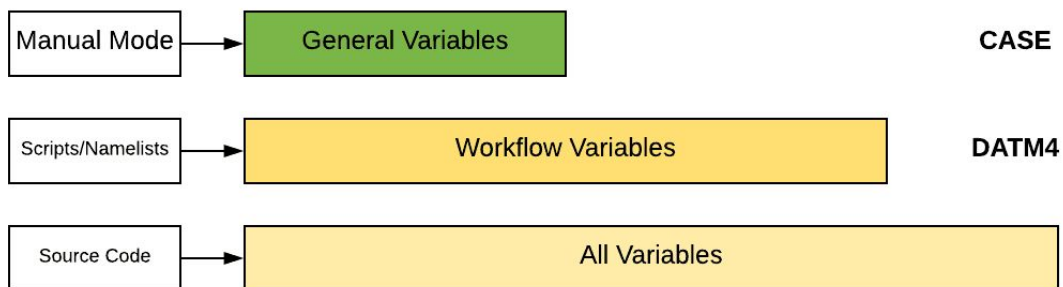 Manual Mode
General Variables
CASE
Scripts/Namelists
Workflow Variables
DATM4
Source Code
All Variables